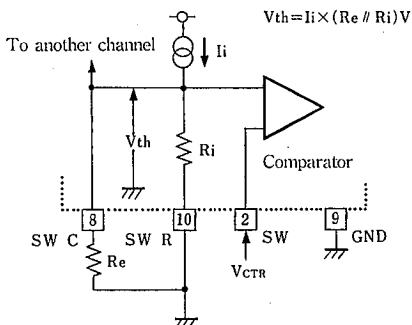 Vth=Ii×(Re∥Ri)V
To another channel
Ii
Vth
Ri
Comparator
8
10
2
9
SW C
SW R
SW
GND
Re
VCTR